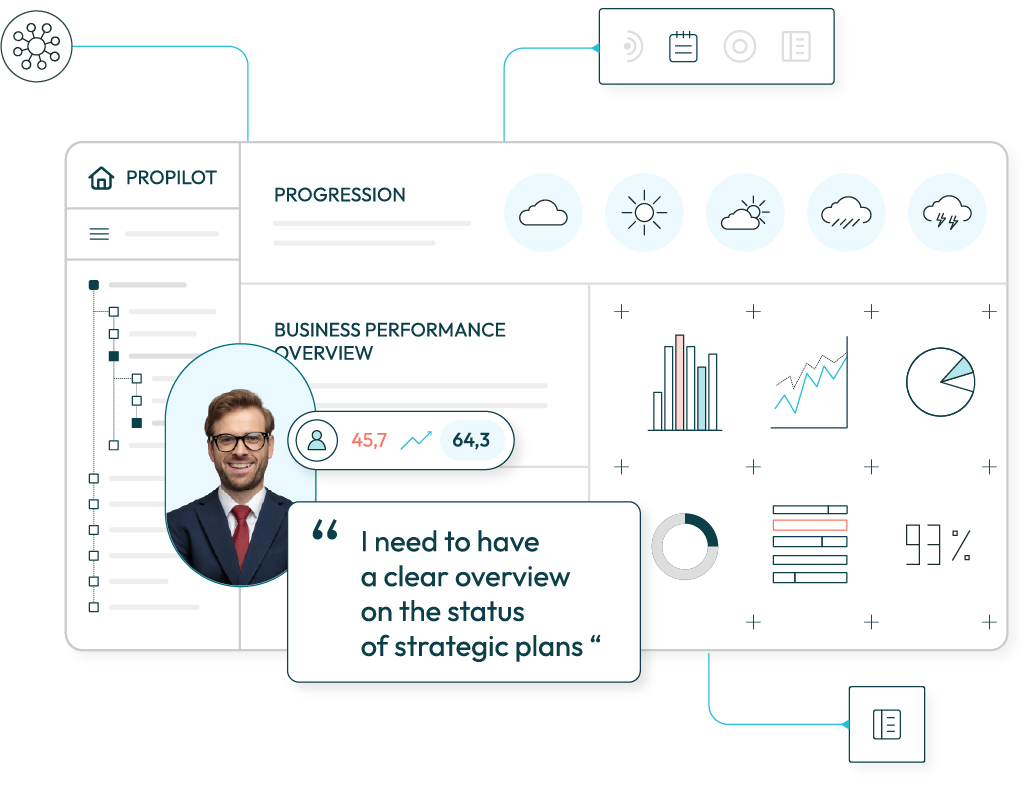 PROPILOT
PROGRESSION
BUSINESS PERFORMANCE
OVERVIEW
45,7
64,3
“ I need to have
a clear overview
on the status
of strategic plans “
93%